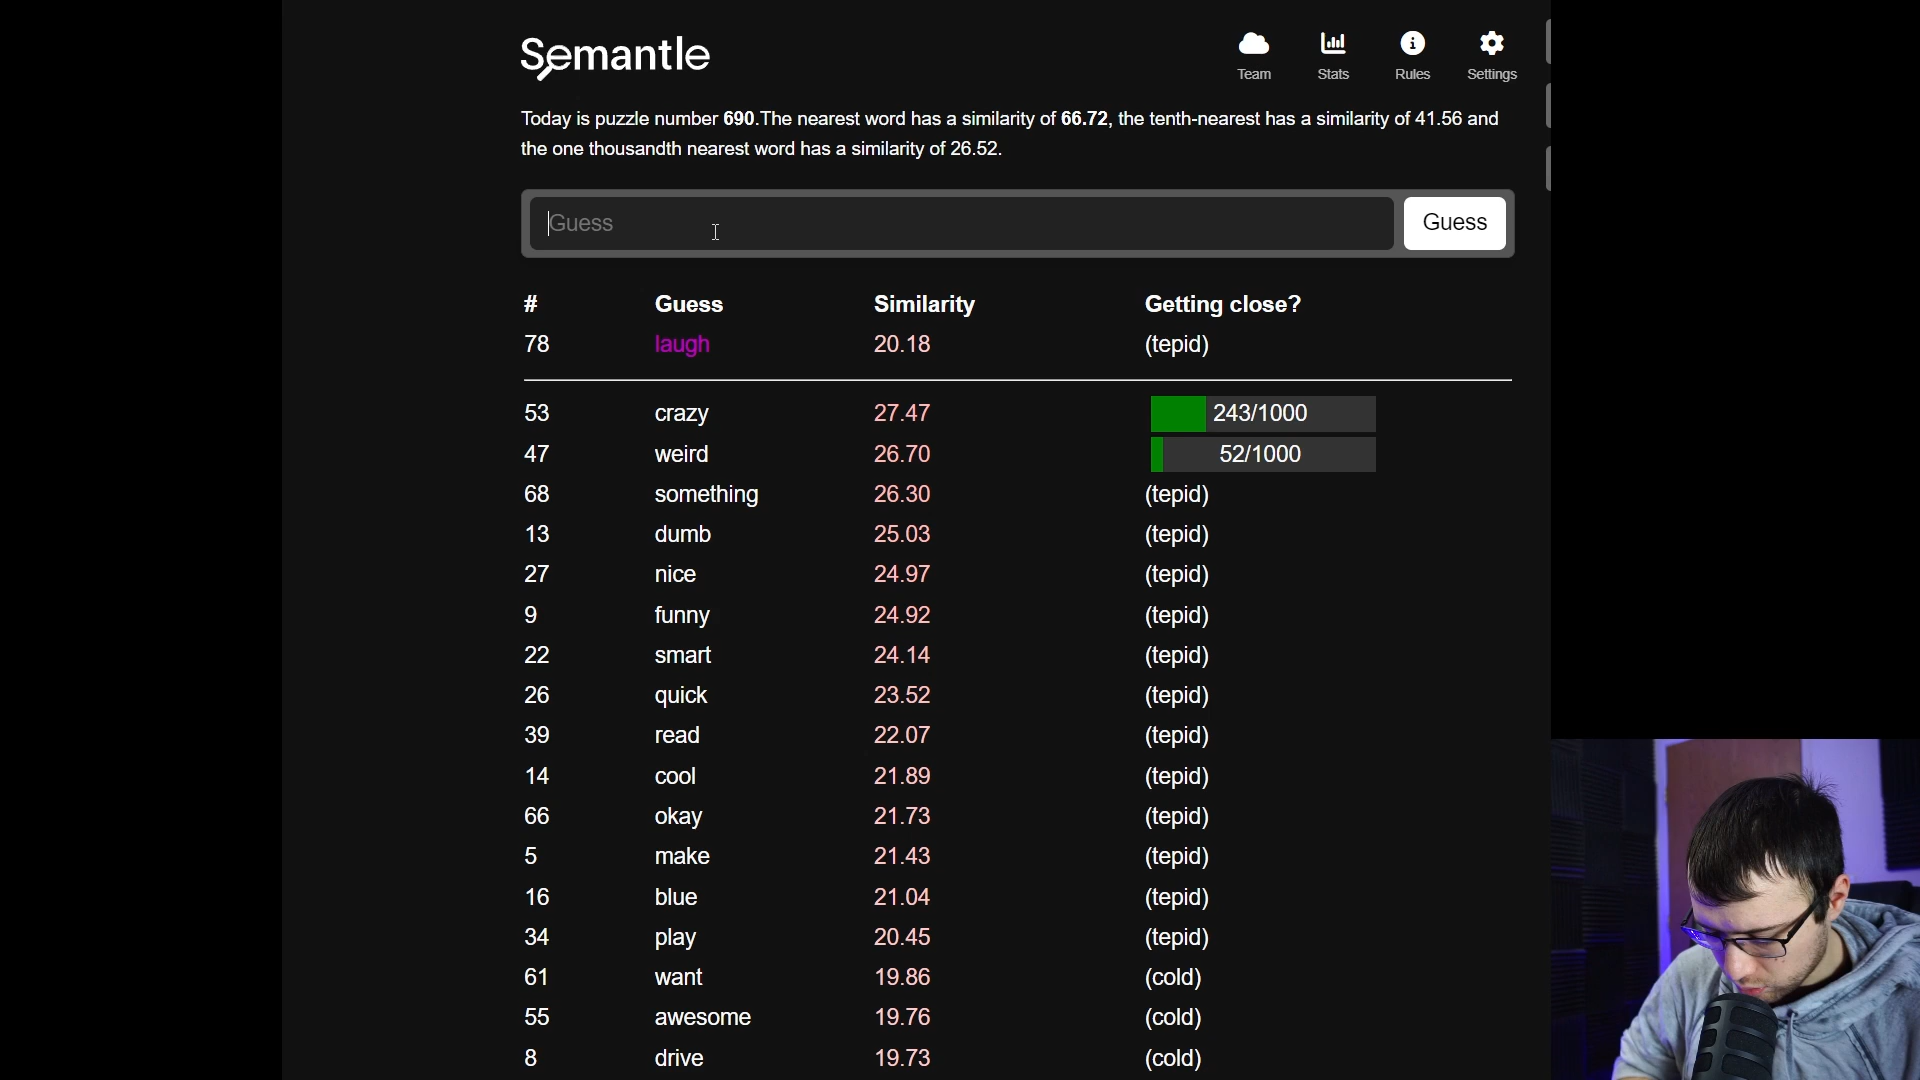 Semantle
Team Stats Rules Settings
Today is puzzle number 690.The nearest word has a similarity of 66.72, the tenth-nearest has a similarity of 41.56 and
the one thousandth nearest word has a similarity of 26.52.
Guess Guess
# Guess Similarity Getting close?
78 laugh 20.18 (tepid)
53 crazy 27.47 243/1000
47 weird 26.70 52/1000
68 something 26.30 (tepid)
13 dumb 25.03 (tepid)
27 nice 24.97 (tepid)
9 funny 24.92 (tepid)
22 smart 24.14 (tepid)
26 quick 23.52 (tepid)
39 read 22.07 (tepid)
14 cool 21.89 (tepid)
66 okay 21.73 (tepid)
5 make 21.43 (tepid)
16 blue 21.04 (tepid)
34 play 20.45 (tepid)
61 want 19.86 (cold)
55 awesome 19.76 (cold)
8 drive 19.73 (cold)